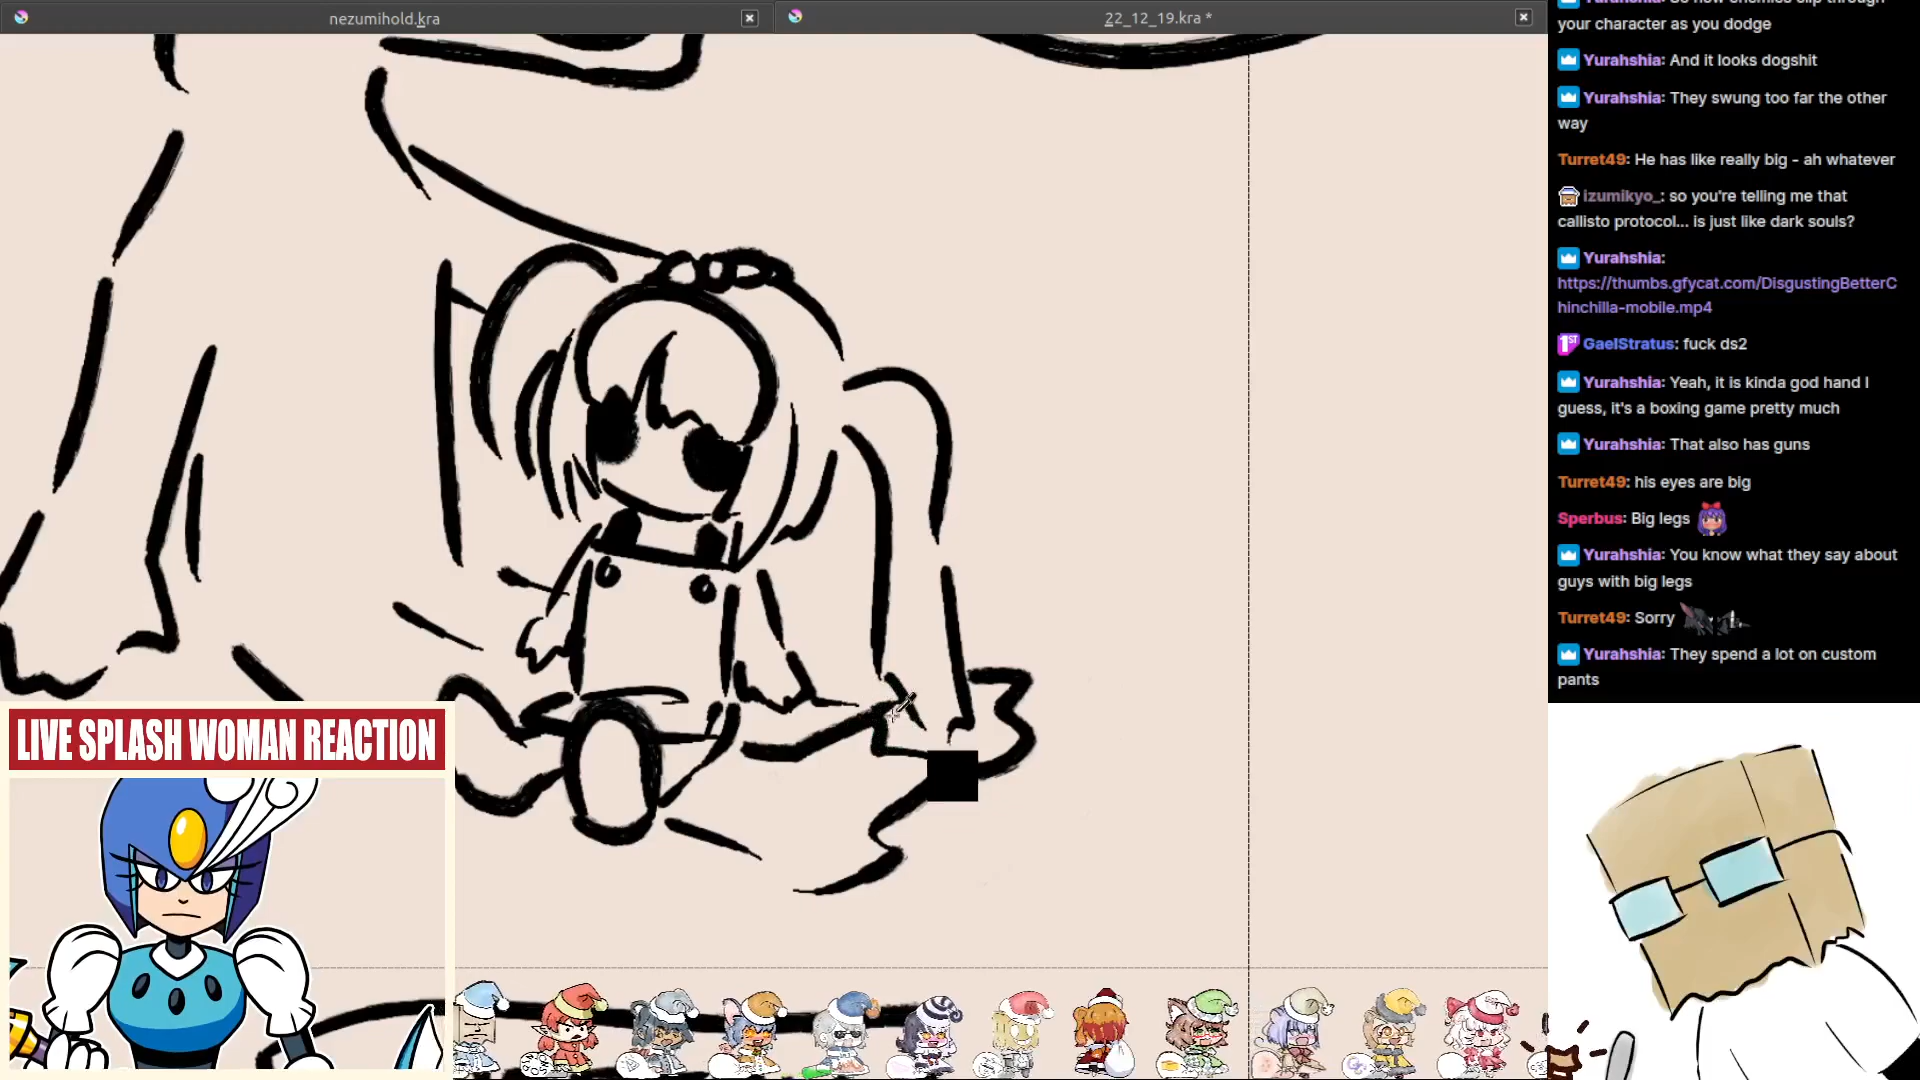 nezumihold.kra
22_12_19.kra *
your character as you dodge
Yurahshia: And it looks dogshit
Yurahshia: They swung too far the other
way
Turret49: He has like really big - ah whatever
izumikyo_: so you're telling me that
callisto protocol... is just like dark souls?
Yurahshia:
https://thumbs.gfycat.com/DisgustingBetterC
hinchilla-mobile.mp4
1ST GaelStratus: fuck ds2
Yurahshia: Yeah, it is kinda god hand I
guess, it's a boxing game pretty much
Yurahshia: That also has guns
Turret49: his eyes are big
Sperbus: Big legs
Yurahshia: You know what they say about
guys with big legs
Turret49: Sorry
Yurahshia: They spend a lot on custom
pants
LIVE SPLASH WOMAN REACTION